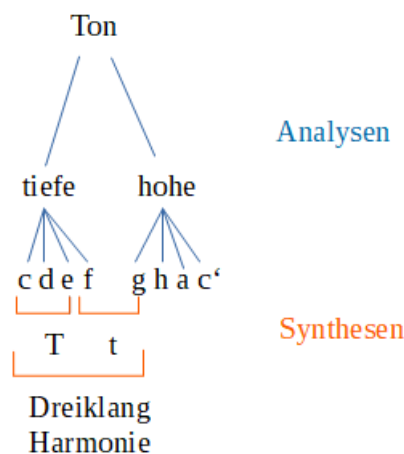 Ton
Analysen
tiefe hohe
c d e f g h a c‘
Synthesen
T t
Dreiklang
Harmonie